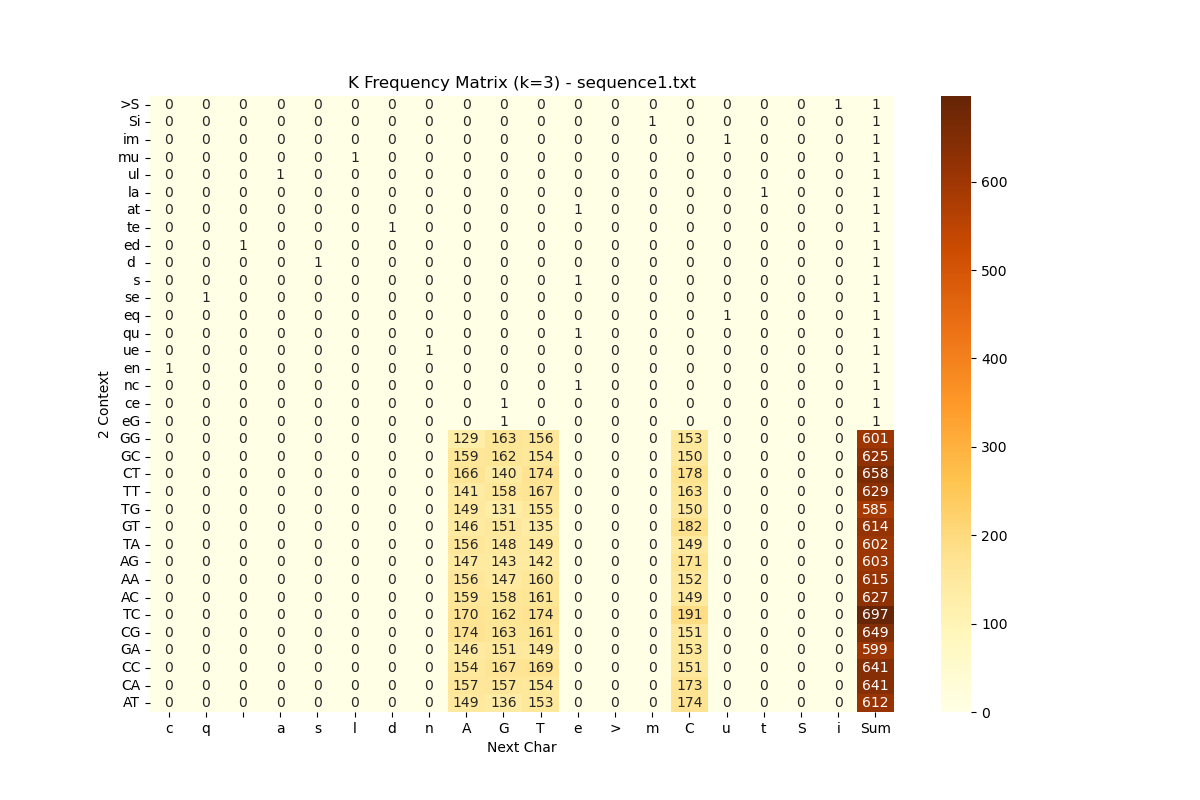 K Frequency Matrix (k=3) - sequence1.txt
>S 0 0 0 0 0 0 0 0 0 0 0 0 0 0 0 0 0 0 1 1
Si 0 0 0 0 0 0 0 0 0 0 0 0 0 1 0 0 0 0 0 1
im 0 0 0 0 0 0 0 0 0 0 0 0 0 0 0 1 0 0 0 1
mu 0 0 0 0 0 1 0 0 0 0 0 0 0 0 0 0 0 0 0 1
ul 0 0 0 1 0 0 0 0 0 0 0 0 0 0 0 0 0 0 0 1
la 0 0 0 0 0 0 0 0 0 0 0 0 0 0 0 0 1 0 0 1
at 0 0 0 0 0 0 0 0 0 0 0 1 0 0 0 0 0 0 0 1
te 0 0 0 0 0 0 1 0 0 0 0 0 0 0 0 0 0 0 0 1
ed 0 0 1 0 0 0 0 0 0 0 0 0 0 0 0 0 0 0 0 1
d 0 0 0 0 1 0 0 0 0 0 0 0 0 0 0 0 0 0 0 1
s 0 0 0 0 0 0 0 0 0 0 0 1 0 0 0 0 0 0 0 1
se 0 1 0 0 0 0 0 0 0 0 0 0 0 0 0 0 0 0 0 1
eq 0 0 0 0 0 0 0 0 0 0 0 0 0 0 0 1 0 0 0 1
qu 0 0 0 0 0 0 0 0 0 0 0 1 0 0 0 0 0 0 0 1
ue 0 0 0 0 0 0 0 1 0 0 0 0 0 0 0 0 0 0 0 1
en 1 0 0 0 0 0 0 0 0 0 0 0 0 0 0 0 0 0 0 1
nc 0 0 0 0 0 0 0 0 0 0 0 1 0 0 0 0 0 0 0 1
ce 0 0 0 0 0 0 0 0 0 1 0 0 0 0 0 0 0 0 0 1
eG 0 0 0 0 0 0 0 0 0 1 0 0 0 0 0 0 0 0 0 1
GG 0 0 0 0 0 0 0 0 129 163 156 0 0 0 153 0 0 0 0 601
GC 0 0 0 0 0 0 0 0 159 162 154 0 0 0 150 0 0 0 0 625
CT 0 0 0 0 0 0 0 0 166 140 174 0 0 0 178 0 0 0 0 658
TT 0 0 0 0 0 0 0 0 141 158 167 0 0 0 163 0 0 0 0 629
TG 0 0 0 0 0 0 0 0 149 131 155 0 0 0 150 0 0 0 0 585
GT 0 0 0 0 0 0 0 0 146 151 135 0 0 0 182 0 0 0 0 614
TA 0 0 0 0 0 0 0 0 156 148 149 0 0 0 149 0 0 0 0 602
AG 0 0 0 0 0 0 0 0 147 143 142 0 0 0 171 0 0 0 0 603
AA 0 0 0 0 0 0 0 0 156 147 160 0 0 0 152 0 0 0 0 615
AC 0 0 0 0 0 0 0 0 159 158 161 0 0 0 149 0 0 0 0 627
TC 0 0 0 0 0 0 0 0 170 162 174 0 0 0 191 0 0 0 0 697
CG 0 0 0 0 0 0 0 0 174 163 161 0 0 0 151 0 0 0 0 649
GA 0 0 0 0 0 0 0 0 146 151 149 0 0 0 153 0 0 0 0 599
CC 0 0 0 0 0 0 0 0 154 167 169 0 0 0 151 0 0 0 0 641
CA 0 0 0 0 0 0 0 0 157 157 154 0 0 0 173 0 0 0 0 641
AT 0 0 0 0 0 0 0 0 149 136 153 0 0 0 174 0 0 0 0 612
c q a s l d n A G T e > m C u t S i Sum
Next Char
2 Context
600
500
400
300
200
100
0